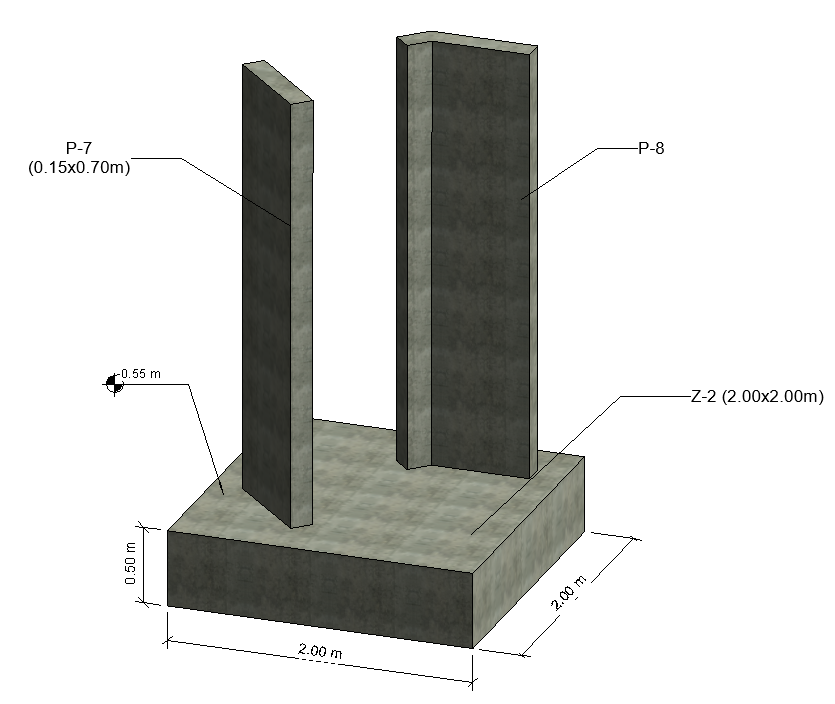 P-7
(0.15x0.70m)
P-8
0.55 m
Z-2 (2.00x2.00m)
0.50 m
2.00 m
2.00 m